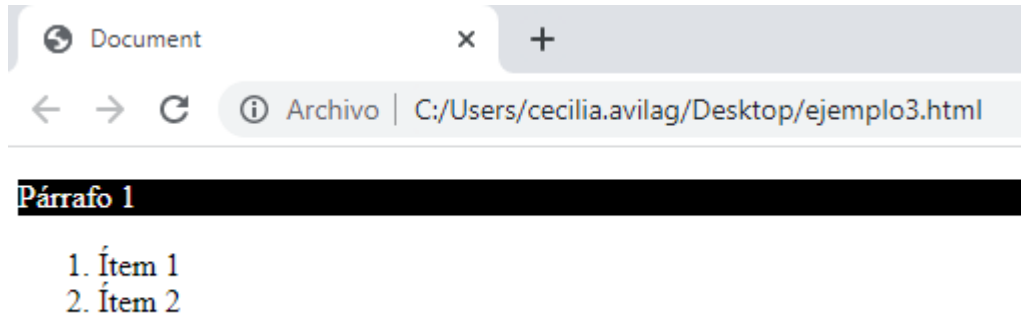 Document
Archivo | C:/Users/cecilia.avilag/Desktop/ejemplo3.html
Párrafo 1
1. Ítem 1
2. Ítem 2